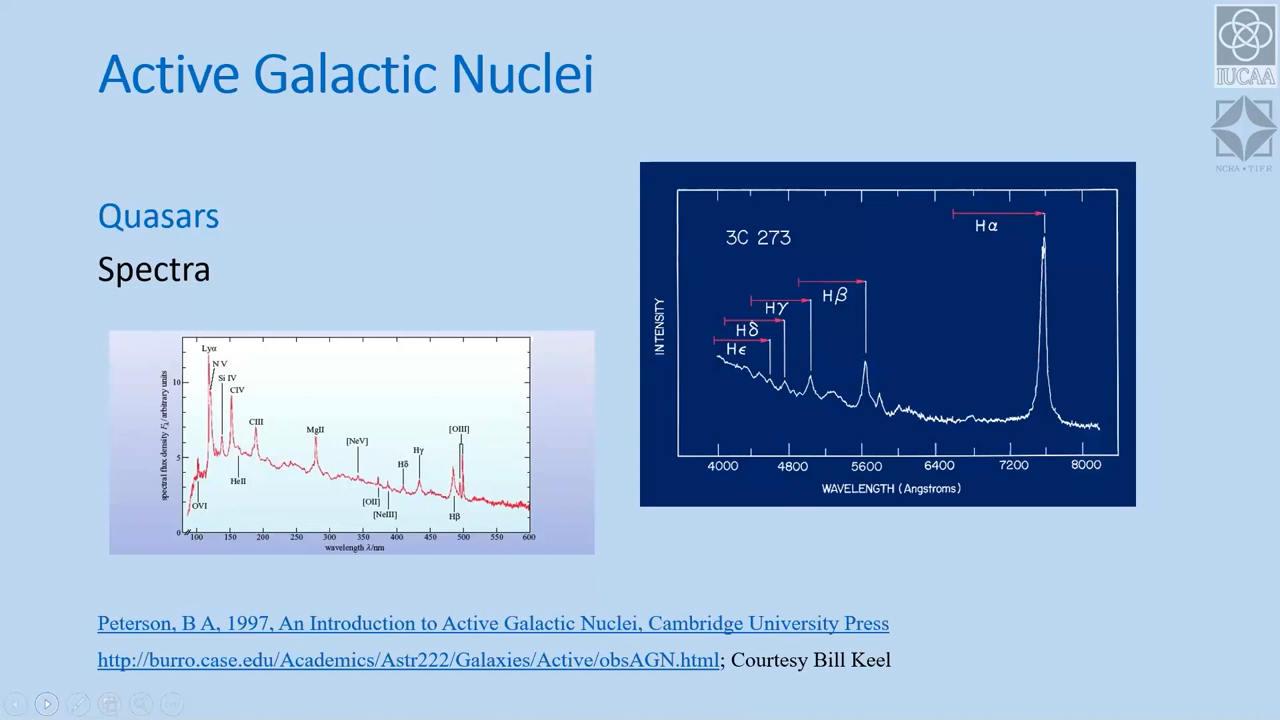 Active Galactic Nuclei
IUCAA
NCRA • TIFR
Quasars
Spectra
3C 273
Hα
Hβ
Hγ
Hδ
Hϵ
INTENSITY
4000 4800 5600 6400 7200 8000
WAVELENGTH (Angstroms)
Lyα
N V
Si IV
CIV
CIII
HeII
OVI
MgII
[NeV]
[OII]
[NeIII]
Hδ
Hγ
[OIII]
Hβ
spectral flux density Fλ / arbitrary units
10
5
0
100 150 200 250 300 350 400 450 500 550 600
wavelength λ/nm
Peterson, B A, 1997, An Introduction to Active Galactic Nuclei, Cambridge University Press
http://burro.case.edu/Academics/Astr222/Galaxies/Active/obsAGN.html; Courtesy Bill Keel